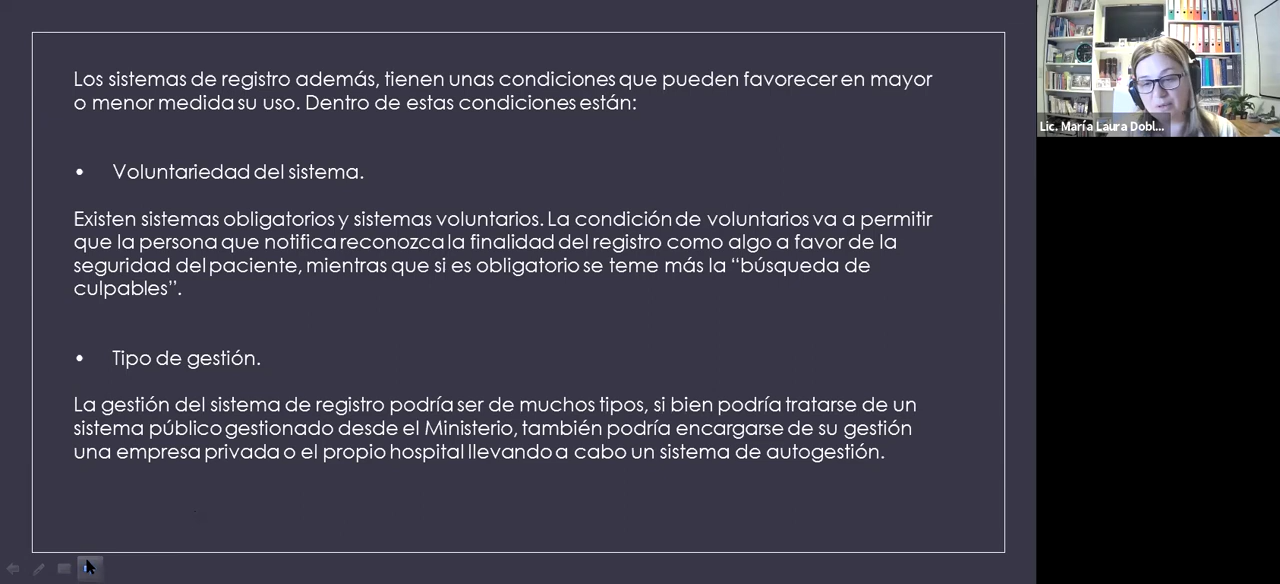 Los sistemas de registro además, tienen unas condiciones que pueden favorecer en mayor
o menor medida su uso. Dentro de estas condiciones están:
• Voluntariedad del sistema.
Existen sistemas obligatorios y sistemas voluntarios. La condición de voluntarios va a permitir
que la persona que notifica reconozca la finalidad del registro como algo a favor de la
seguridad del paciente, mientras que si es obligatorio se teme más la “búsqueda de
culpables”.
• Tipo de gestión.
La gestión del sistema de registro podría ser de muchos tipos, si bien podría tratarse de un
sistema público gestionado desde el Ministerio, también podría encargarse de su gestión
una empresa privada o el propio hospital llevando a cabo un sistema de autogestión.
Lic. María Laura Dobl...